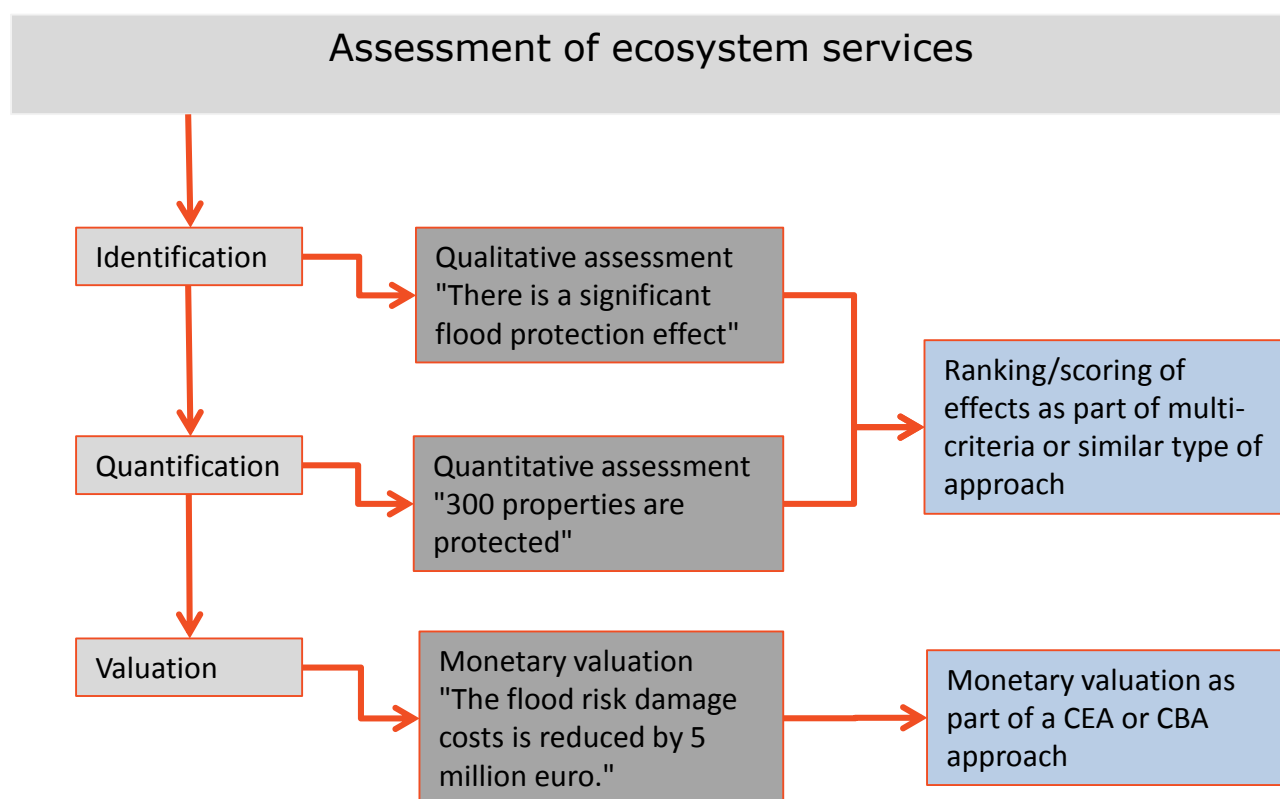 Assessment of ecosystem services
Identification
Qualitative assessment
"There is a significant
flood protection effect"
Ranking/scoring of
effects as part of multi-
criteria or similar type of
approach
Quantification
Quantitative assessment
"300 properties are
protected"
Valuation
Monetary valuation
"The flood risk damage
costs is reduced by 5
million euro."
Monetary valuation as
part of a CEA or CBA
approach